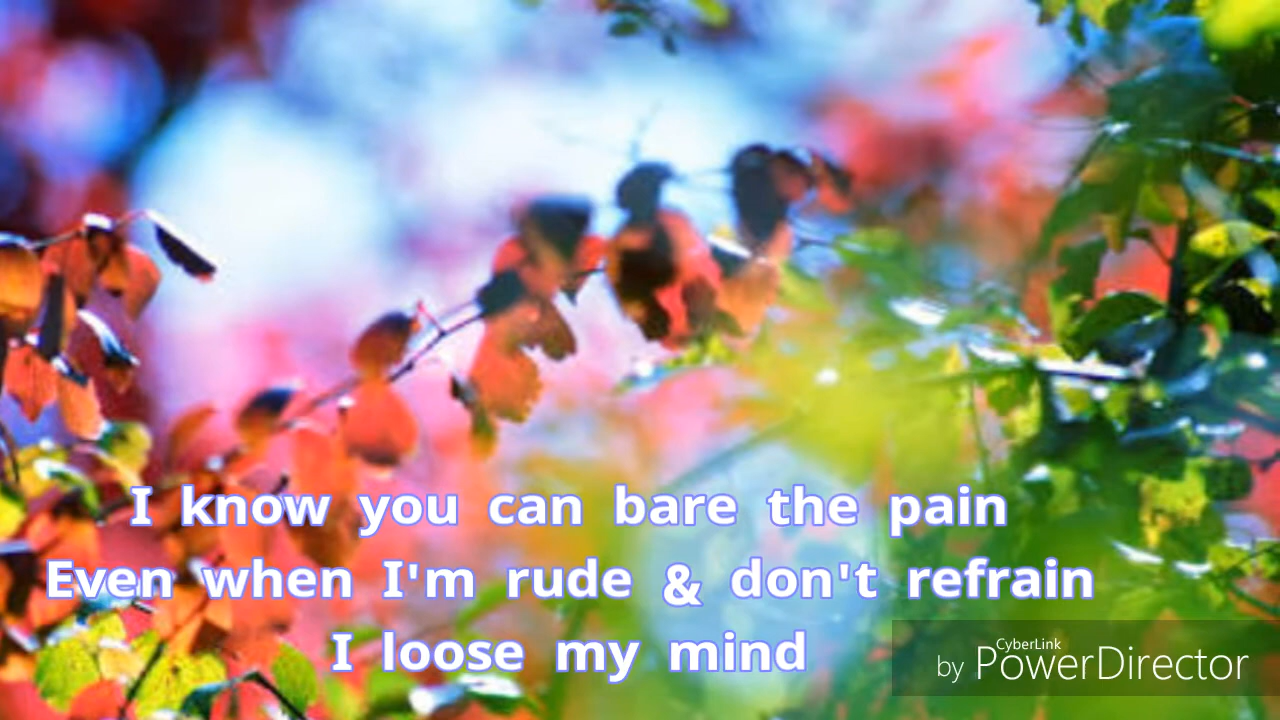 I know you can bare the pain
Even when I'm rude & don't refrain
I loose my mind
CyberLink
by PowerDirector